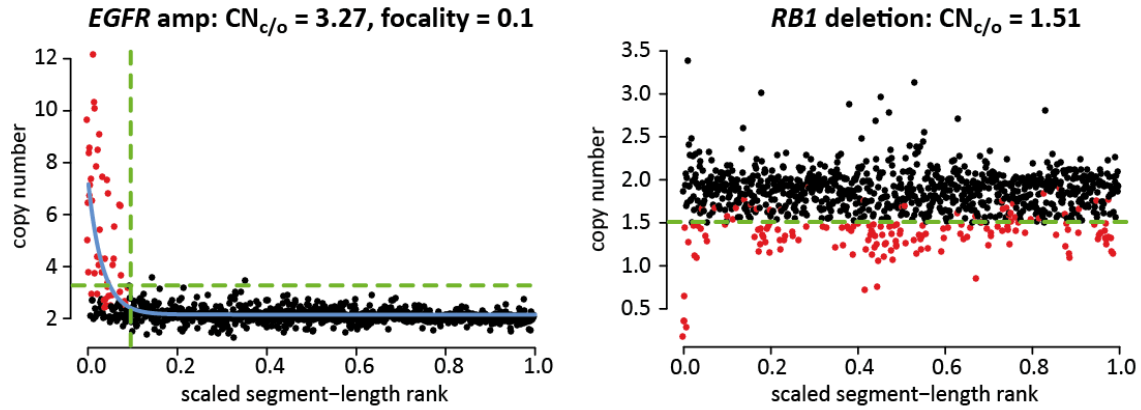 EGFR amp: CNc/o = 3.27, focality = 0.1
12
10
8
6
4
2
copy number
0.0 0.2 0.4 0.6 0.8 1.0
scaled segment−length rank
RB1 deletion: CNc/o = 1.51
3.5
3.0
2.5
2.0
1.5
1.0
0.5
copy number
0.0 0.2 0.4 0.6 0.8 1.0
scaled segment−length rank